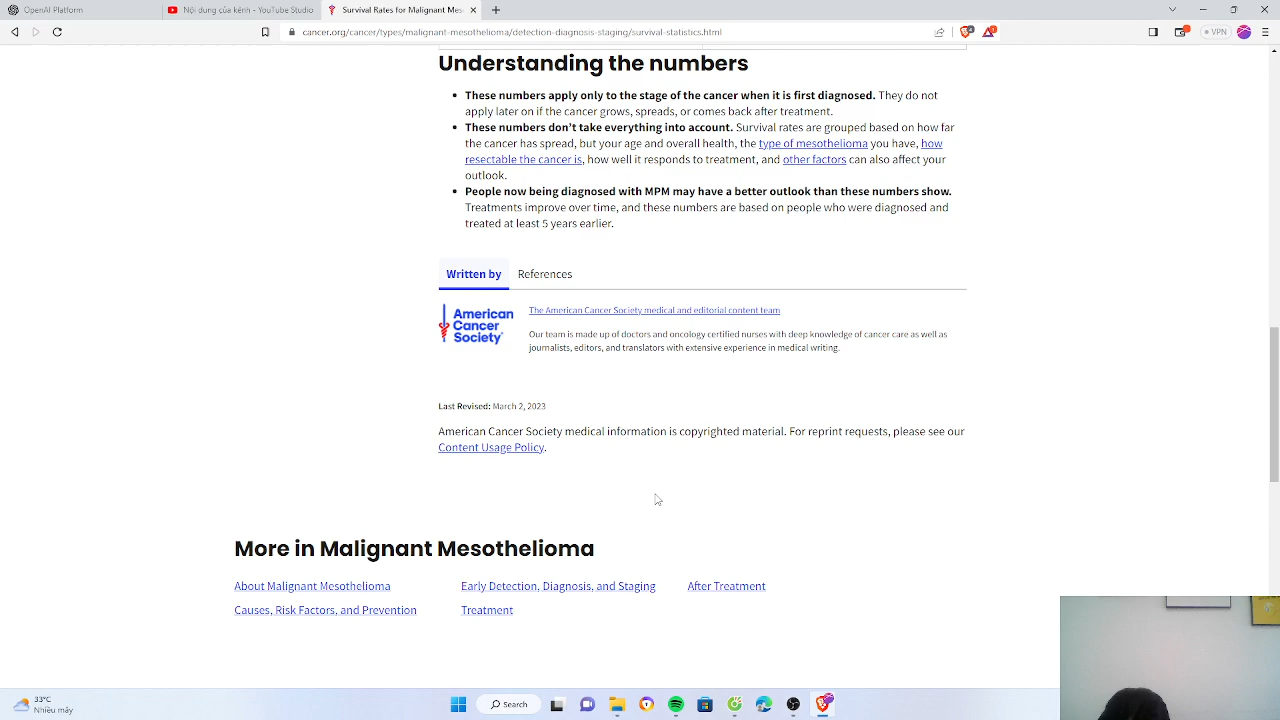 OpenAI Platform
Nội dung của kênh - YouTube Studio
Survival Rates for Malignant Mes
cancer.org/cancer/types/malignant-mesothelioma/detection-diagnosis-staging/survival-statistics.html
VPN
Understanding the numbers
These numbers apply only to the stage of the cancer when it is first diagnosed. They do not
apply later on if the cancer grows, spreads, or comes back after treatment.
These numbers don't take everything into account. Survival rates are grouped based on how far
the cancer has spread, but your age and overall health, the type of mesothelioma you have, how
resectable the cancer is, how well it responds to treatment, and other factors can also affect your
outlook.
People now being diagnosed with MPM may have a better outlook than these numbers show.
Treatments improve over time, and these numbers are based on people who were diagnosed and
treated at least 5 years earlier.
Written by References
American
Cancer
Society
The American Cancer Society medical and editorial content team
Our team is made up of doctors and oncology certified nurses with deep knowledge of cancer care as well as
journalists, editors, and translators with extensive experience in medical writing.
Last Revised: March 2, 2023
American Cancer Society medical information is copyrighted material. For reprint requests, please see our
Content Usage Policy.
More in Malignant Mesothelioma
About Malignant Mesothelioma Early Detection, Diagnosis, and Staging After Treatment
Causes, Risk Factors, and Prevention Treatment
33°C
Nhiều mây
Search